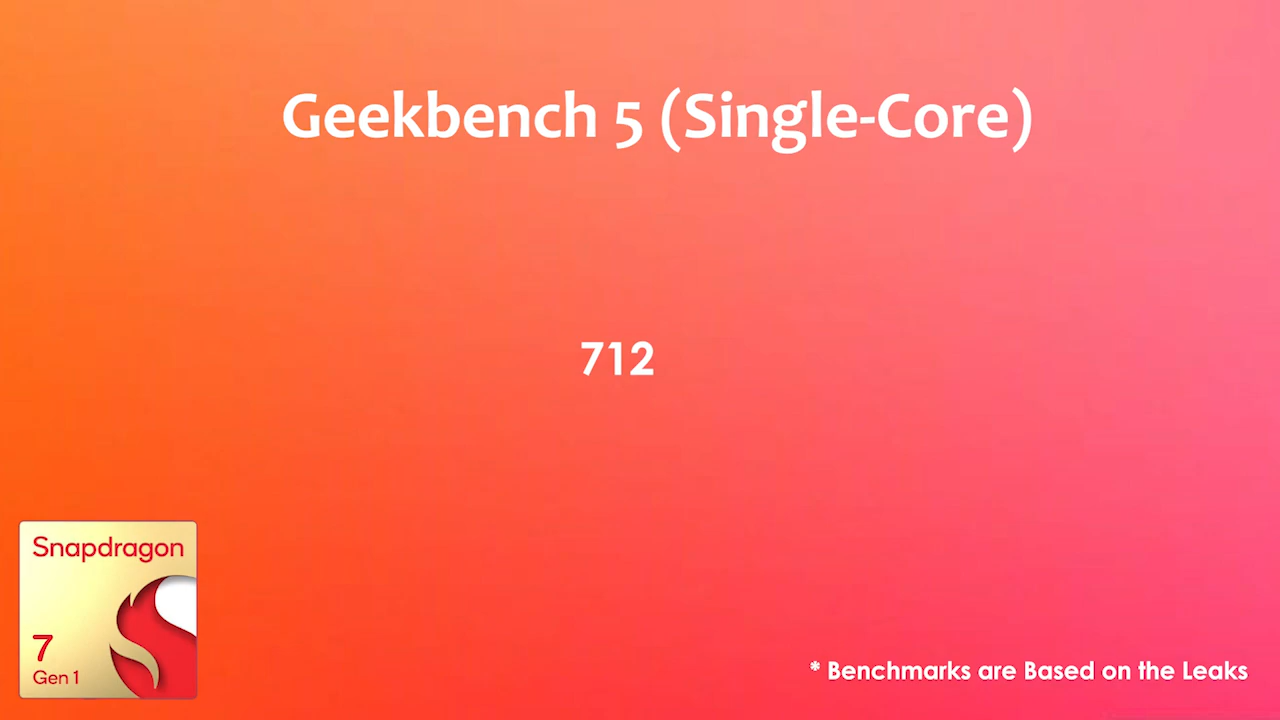 Geekbench 5 (Single-Core)
712
Snapdragon
7
Gen 1
* Benchmarks are Based on the Leaks